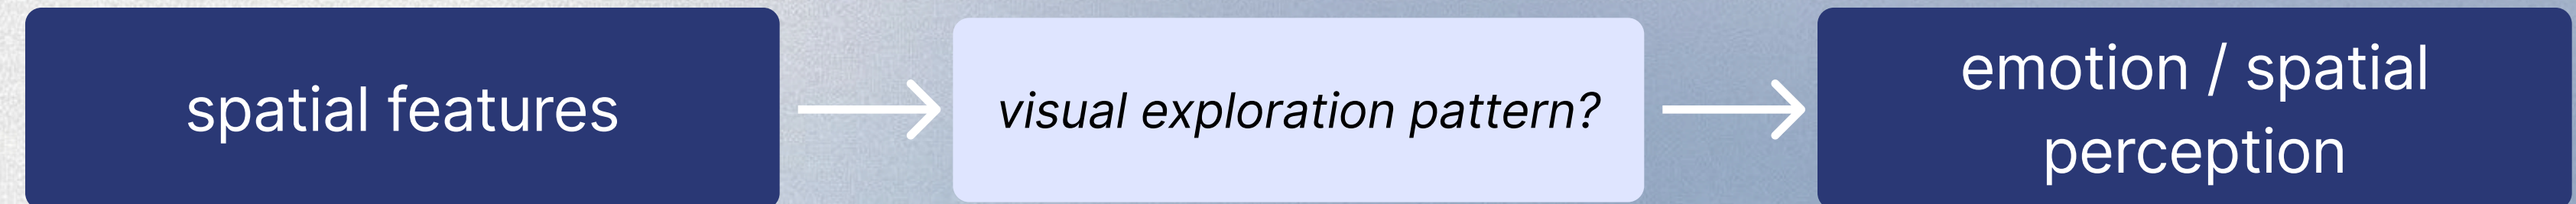 spatial features
visual exploration pattern?
emotion / spatial
perception